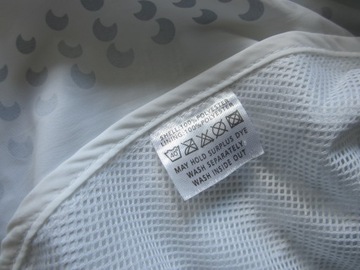 SHELL:100%POLYESTER
LINING:100%POLYESTER
MAY HOLD SURPLUS DYE
WASH SEPARATELY.
WASH INSIDE OUT